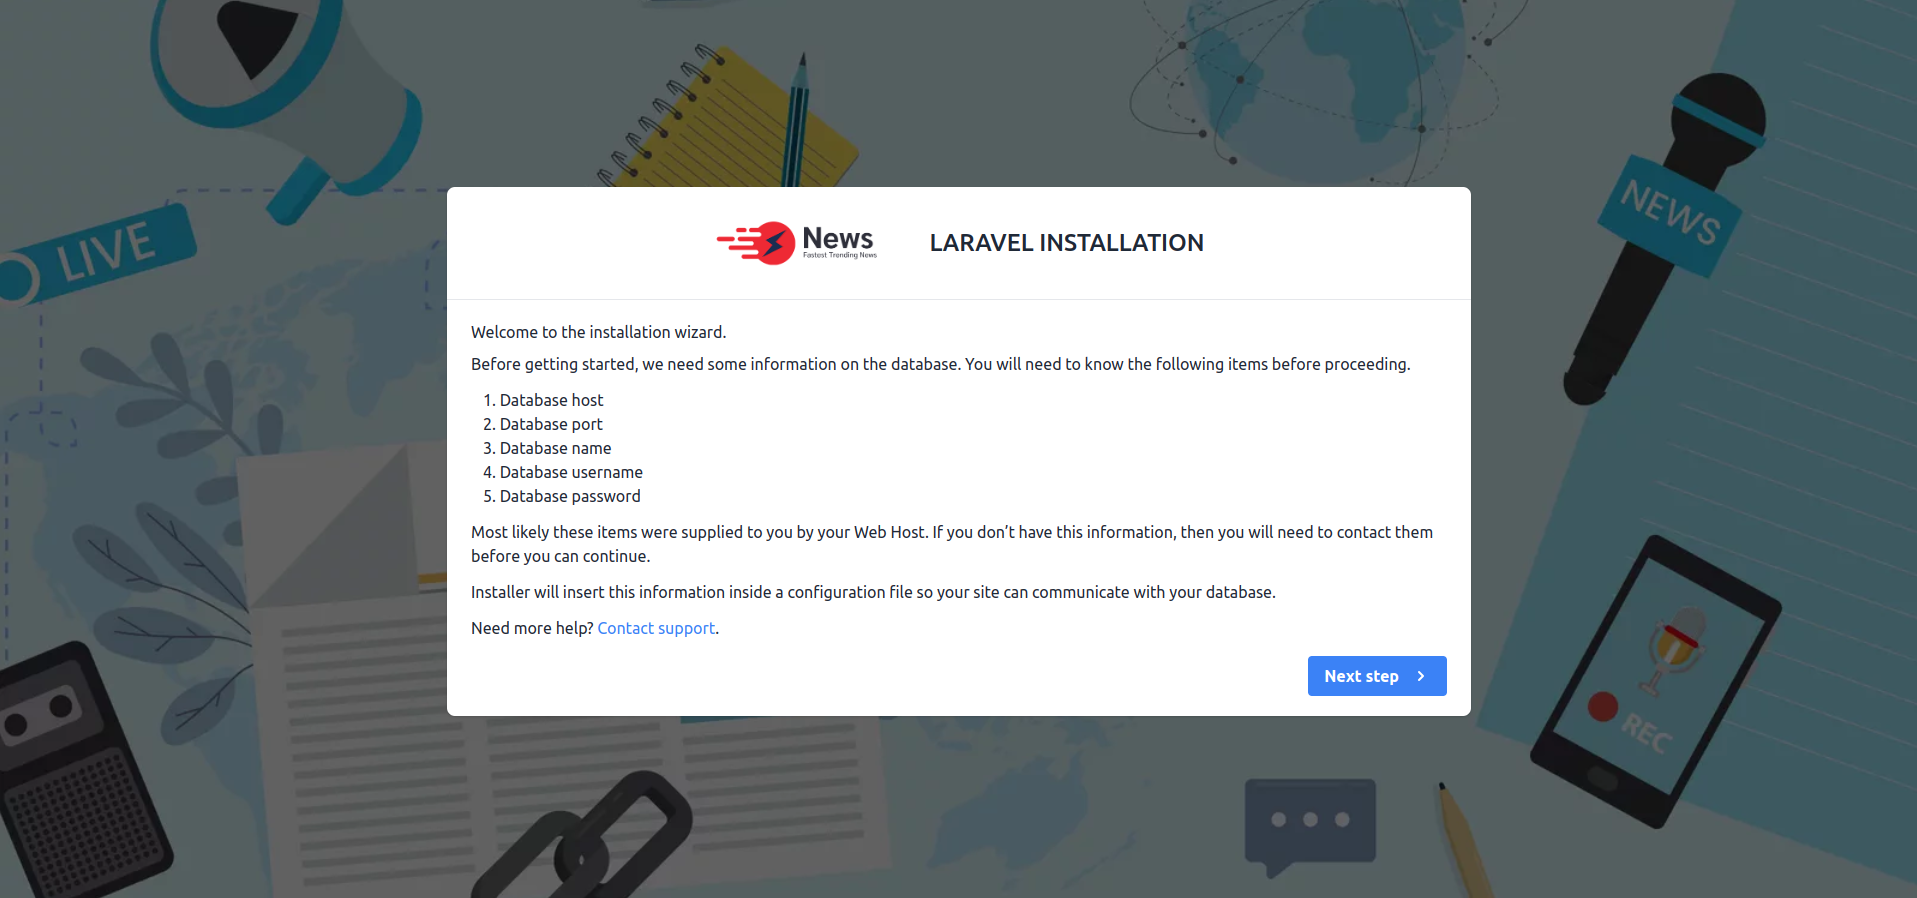 LIVE
NEWS
News
Fastest Trending News
LARAVEL INSTALLATION
Welcome to the installation wizard.
Before getting started, we need some information on the database. You will need to know the following items before proceeding.
1. Database host
2. Database port
3. Database name
4. Database username
5. Database password
Most likely these items were supplied to you by your Web Host. If you don’t have this information, then you will need to contact them
before you can continue.
Installer will insert this information inside a configuration file so your site can communicate with your database.
Need more help? Contact support.
Next step
REC